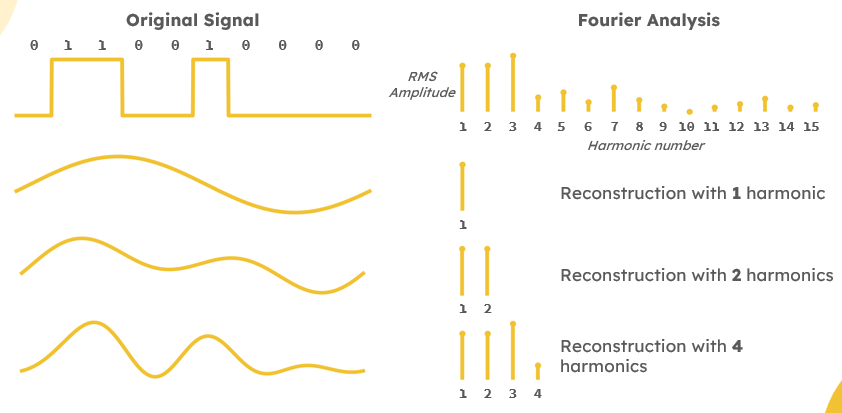 Original Signal
0 1 1 0 0 1 0 0 0 0
Fourier Analysis
RMS
Amplitude
1 2 3 4 5 6 7 8 9 10 11 12 13 14 15
Harmonic number
1
Reconstruction with 1 harmonic
1 2
Reconstruction with 2 harmonics
1 2 3 4
Reconstruction with 4
harmonics